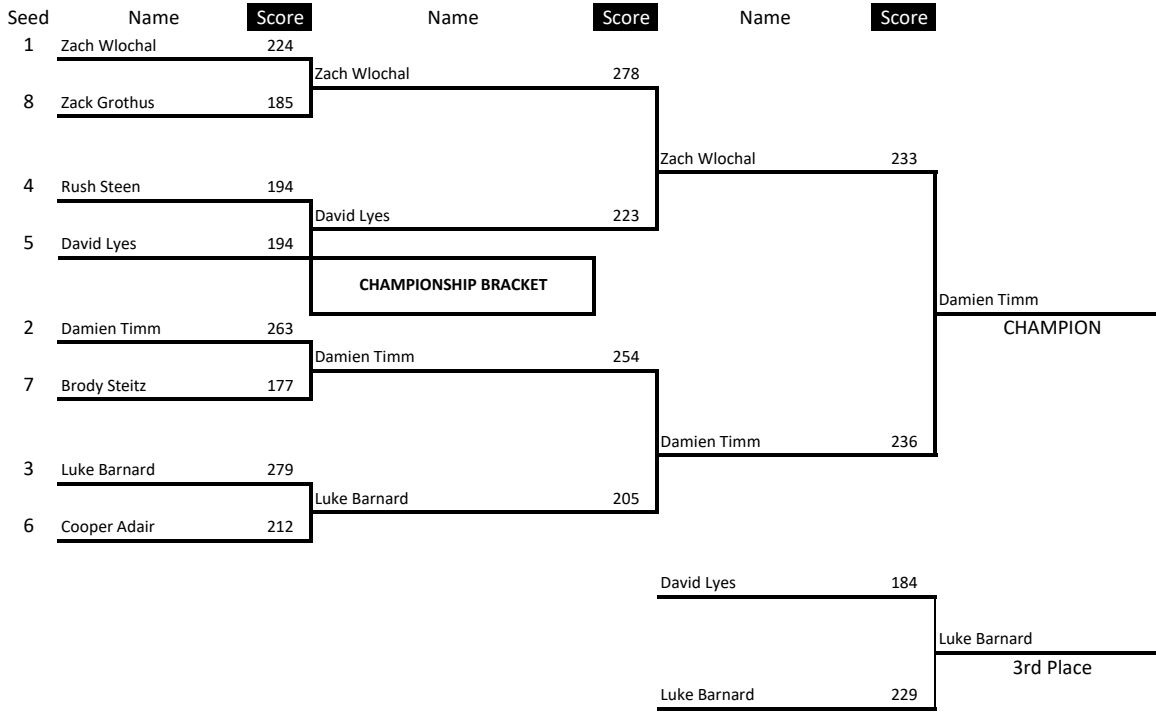 Seed Name Score Name Score Name Score
1 Zach Wlochal 224
Zach Wlochal 278
8 Zack Grothus 185
Zach Wlochal 233
4 Rush Steen 194
David Lyes 223
5 David Lyes 194
CHAMPIONSHIP BRACKET
Damien Timm
CHAMPION
2 Damien Timm 263
Damien Timm 254
7 Brody Steitz 177
Damien Timm 236
3 Luke Barnard 279
Luke Barnard 205
6 Cooper Adair 212
David Lyes 184
Luke Barnard
3rd Place
Luke Barnard 229